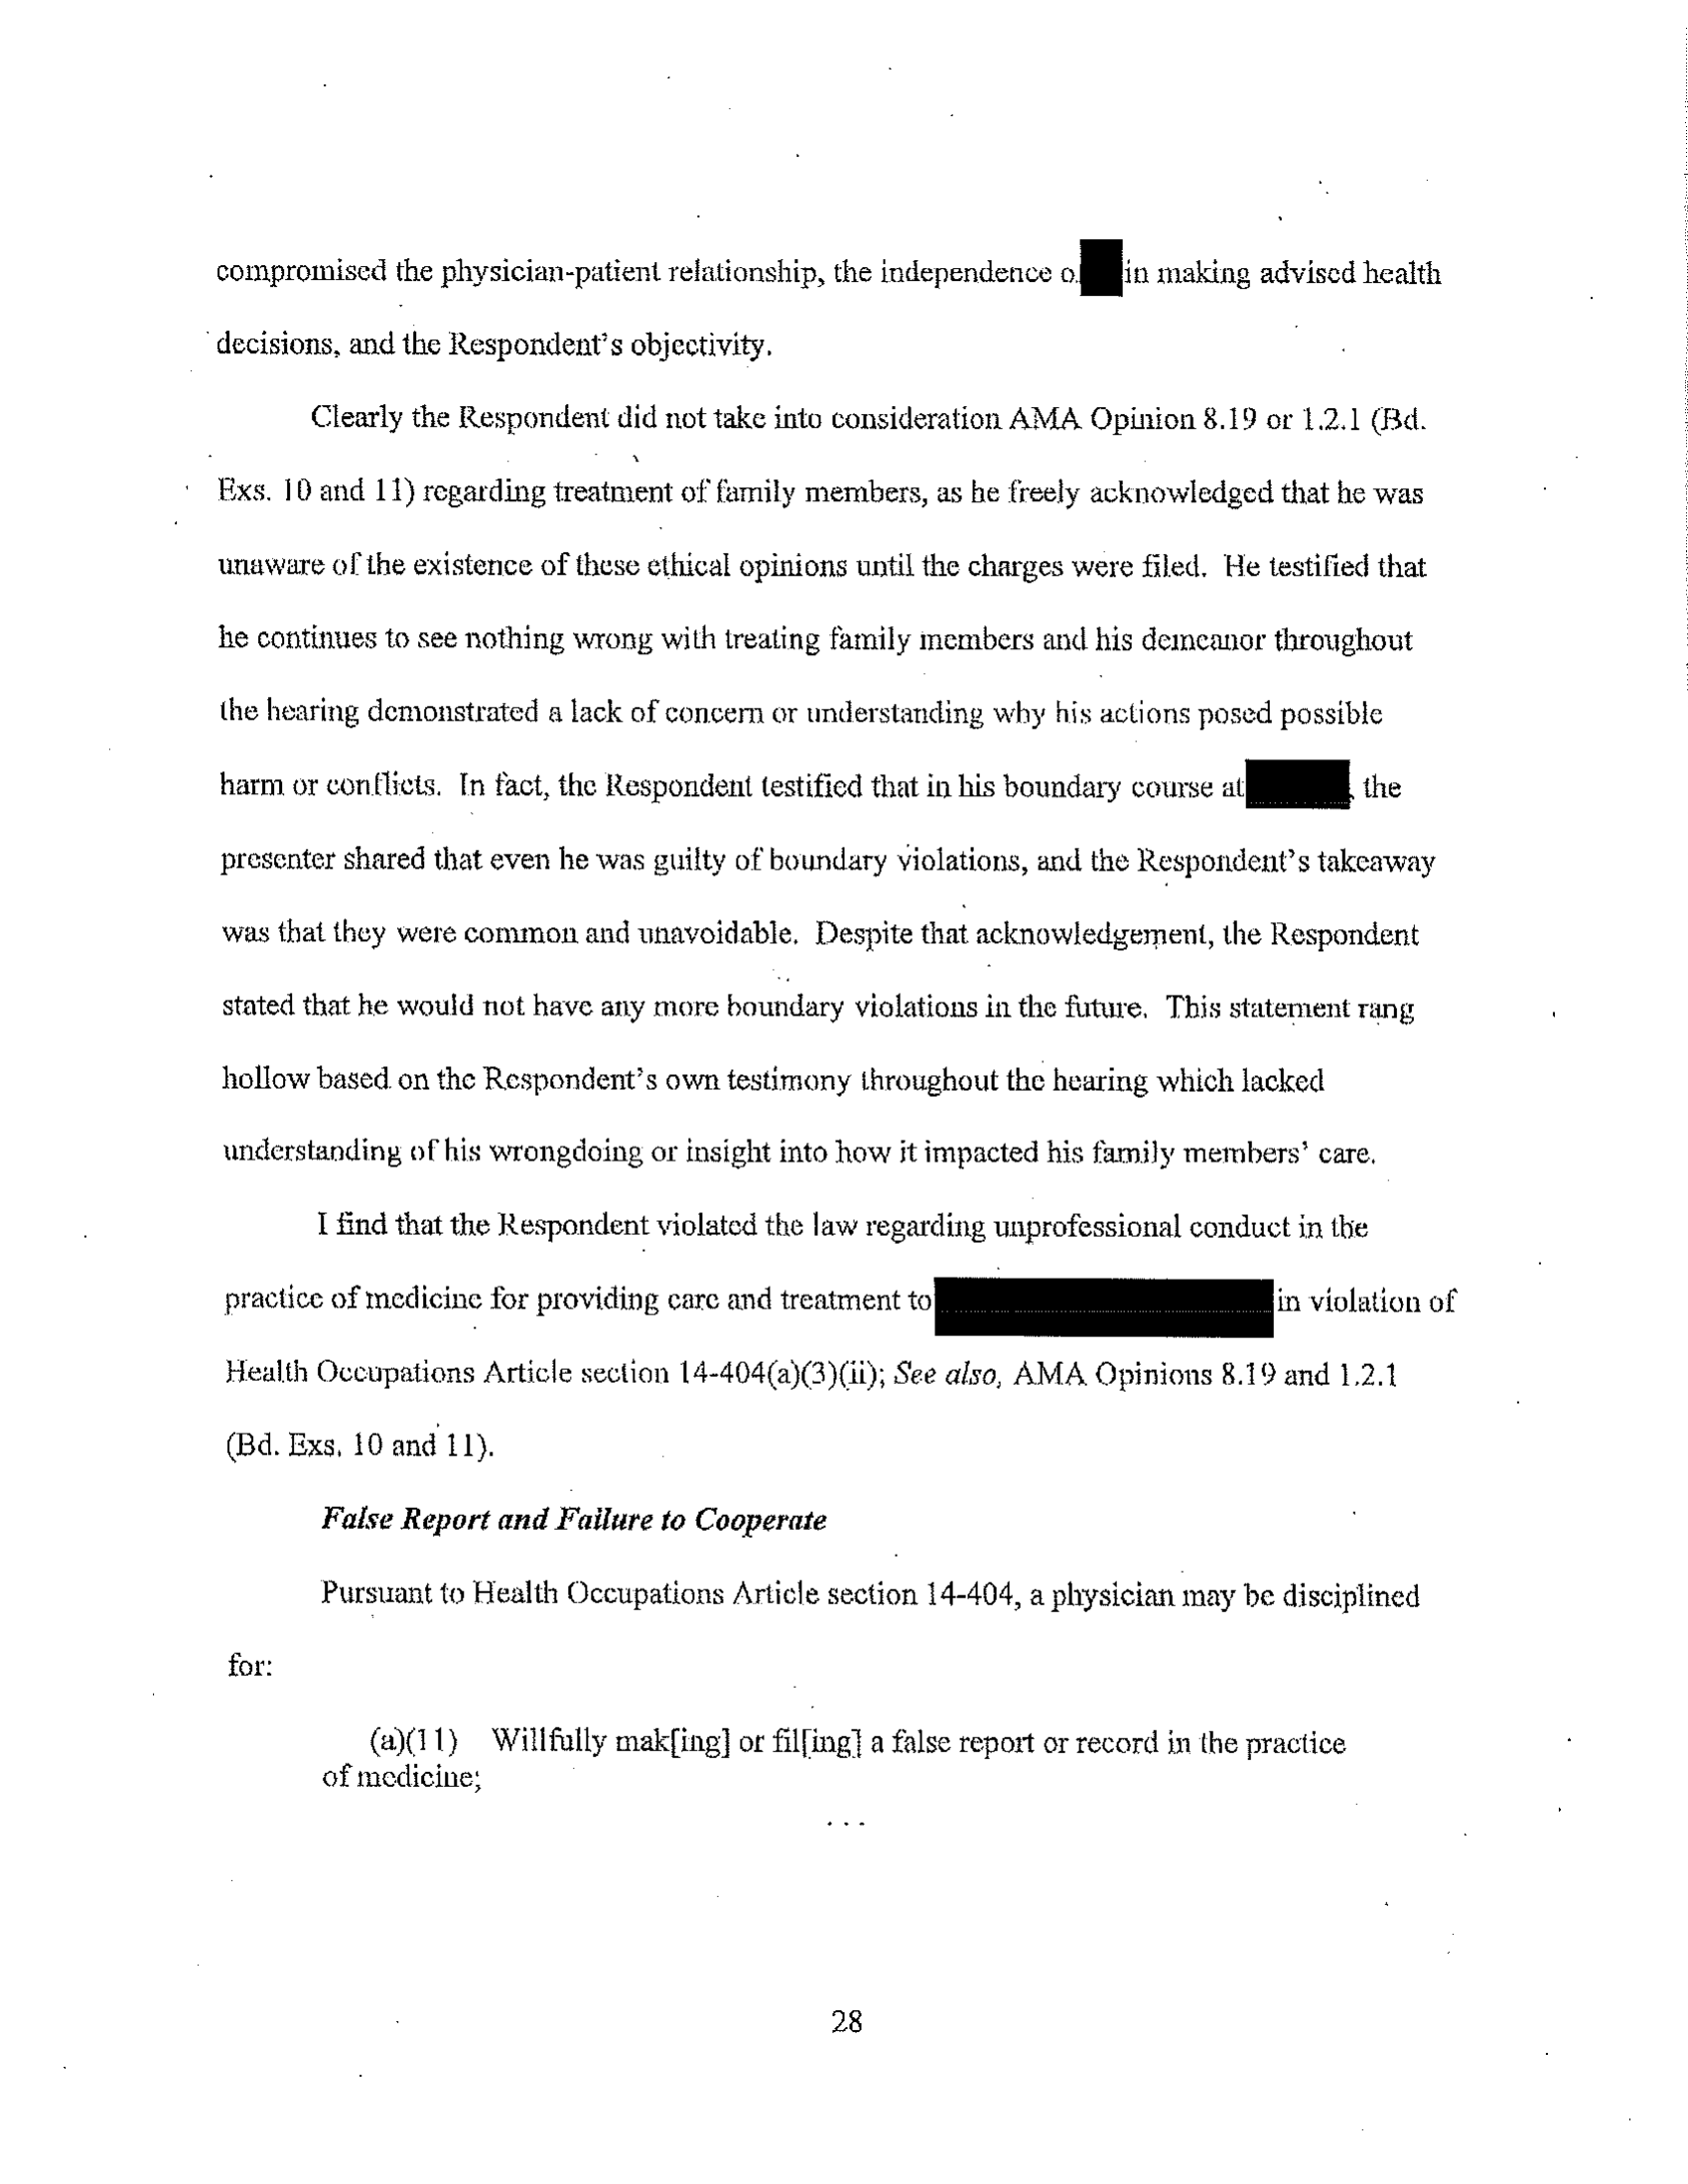 compromised the physician-patient relationship, the independence o in making advised health
decisions, and the Respondent's objectivity.
Clearly the Respondent did not take into consideration AMA Opinion 8.19 or 1.2.1 (Bd.
Exs. 10 and 11) regarding treatment of family members, as he freely acknowledged that he was
unaware of the existence of these ethical opinions until the charges were filed. He testified that
he continues to see nothing wrong with treating family members and his demeanor throughout
the hearing demonstrated a lack of concern or understanding why his actions posed possible
harm or conflicts. In fact, the Respondent testified that in his boundary course at , the
presenter shared that even he was guilty of boundary violations, and the Respondent's takeaway
was that they were common and unavoidable. Despite that acknowledgement, the Respondent
stated that he would not have any more boundary violations in the future. This statement rang
hollow based on the Respondent's own testimony throughout the hearing which lacked
understanding of his wrongdoing or insight into how it impacted his family members' care.
I find that the Respondent violated the law regarding unprofessional conduct in the
practice of medicine for providing care and treatment to in violation of
Health Occupations Article section 14-404(a)(3)(ii); See also, AMA Opinions 8.19 and 1.2.1
(Bd. Exs. 10 and 11).
False Report and Failure to Cooperate
Pursuant to Health Occupations Article section 14-404, a physician may be disciplined
for:
(a)(11) Willfully mak[ing] or fil[ing] a false report or record in the practice
of medicine;
. . .
28